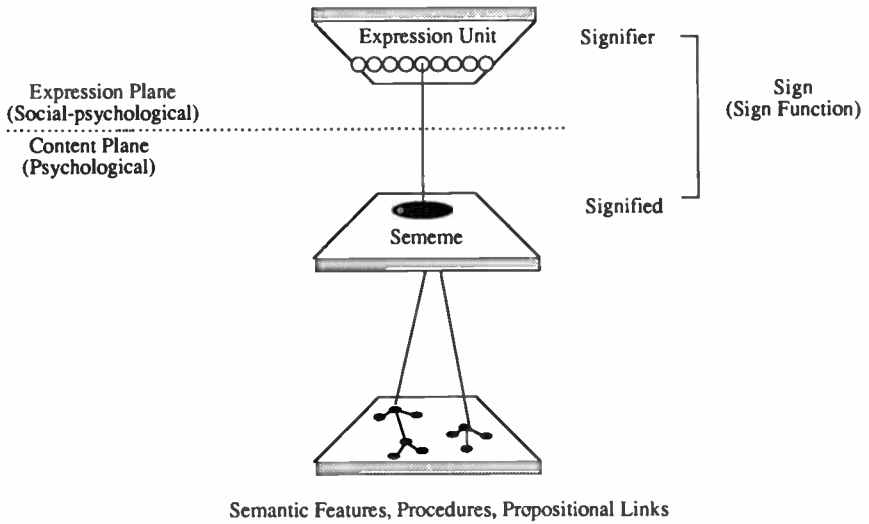 Expression Unit
Signifier
Expression Plane
(Social-psychological)
Sign
(Sign Function)
Content Plane
(Psychological)
Signified
Sememe
Semantic Features, Procedures, Propositional Links